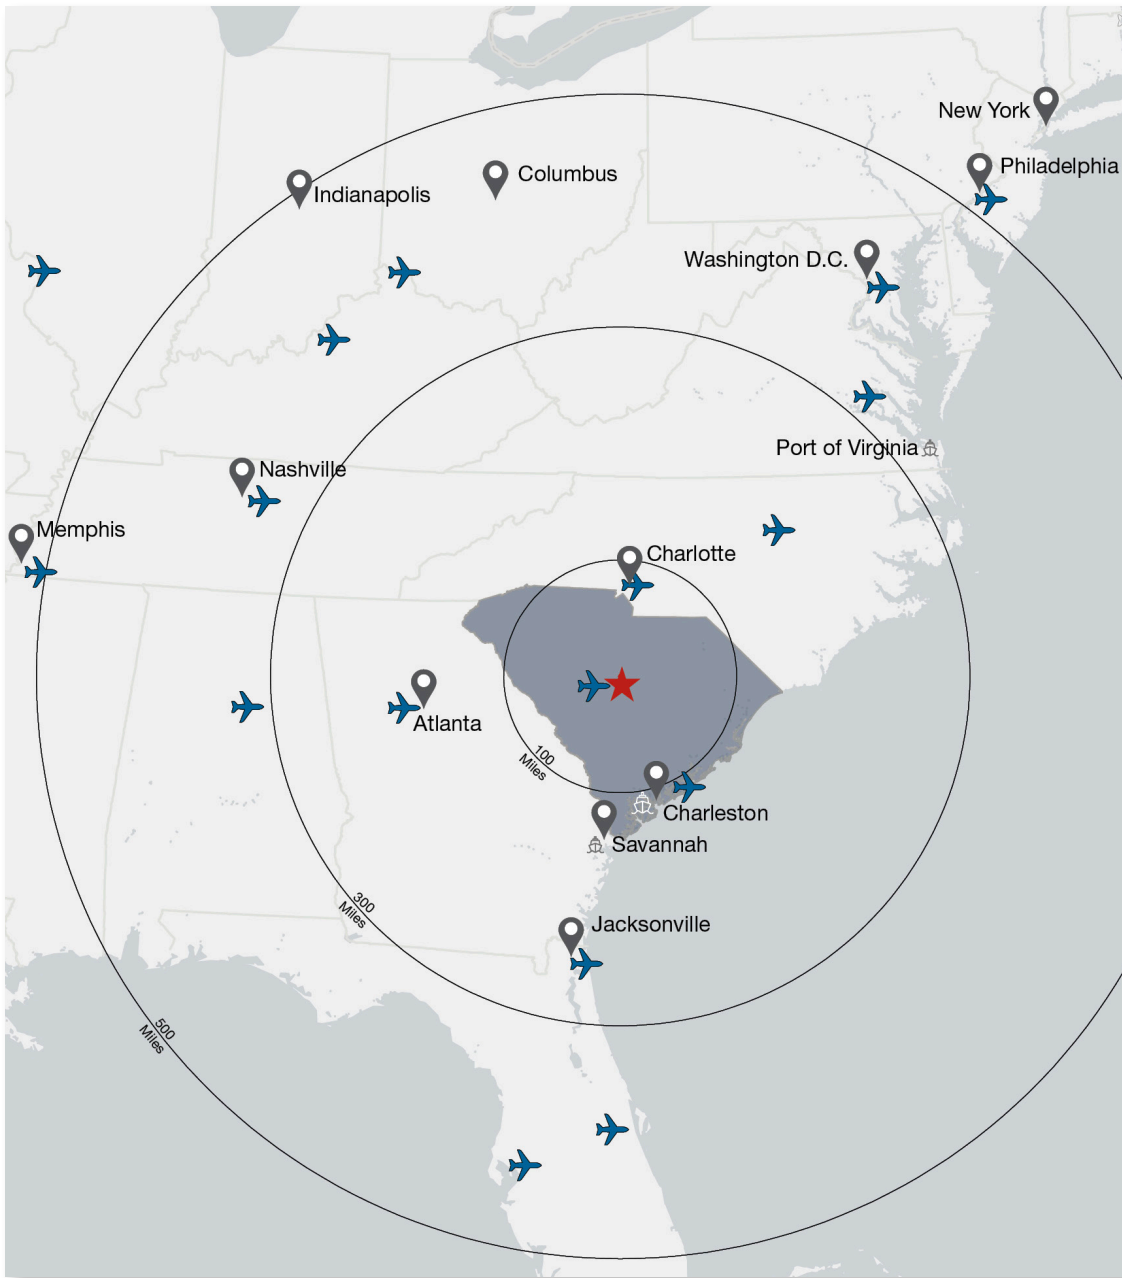 New York
Philadelphia
Columbus
Indianapolis
Washington D.C.
Port of Virginia
Nashville
Memphis
Charlotte
Atlanta
100
Miles
Charleston
Savannah
300
Miles
Jacksonville
500
Miles